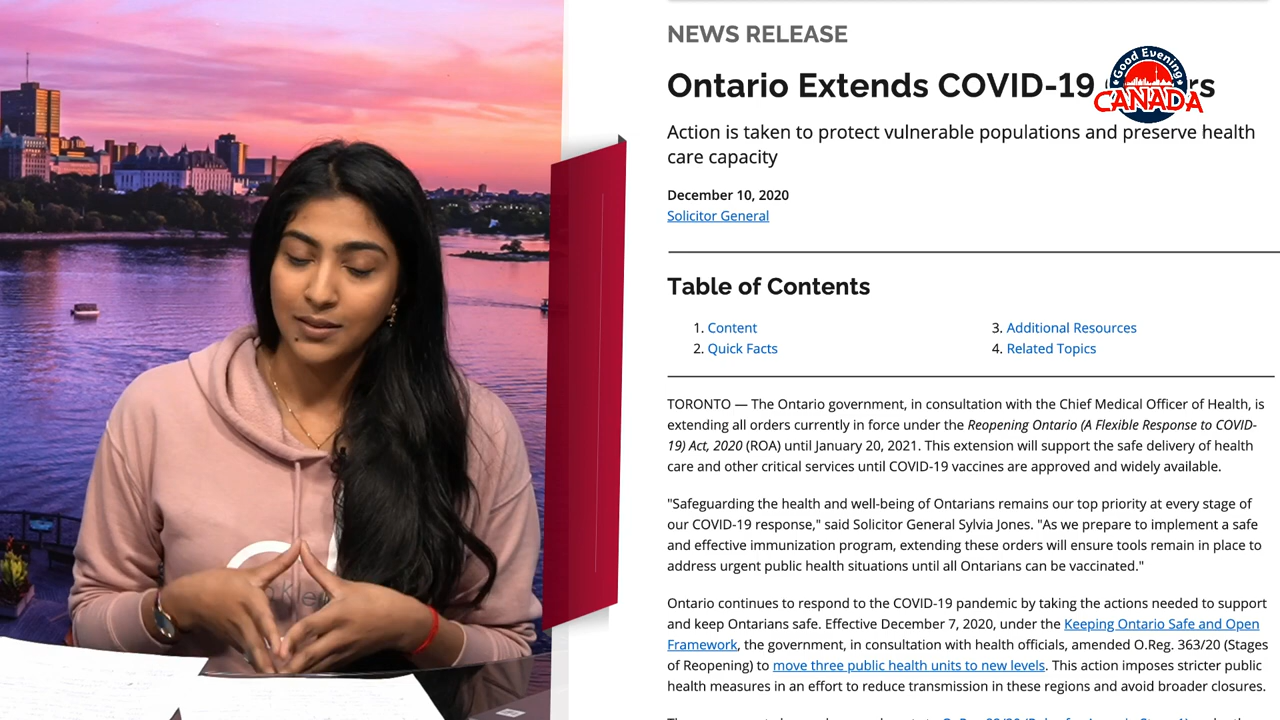 NEWS RELEASE
Good Evening
CANADA
Ontario Extends COVID-19 rs
Action is taken to protect vulnerable populations and preserve health
care capacity
December 10, 2020
Solicitor General
Table of Contents
1. Content
2. Quick Facts
3. Additional Resources
4. Related Topics
TORONTO — The Ontario government, in consultation with the Chief Medical Officer of Health, is
extending all orders currently in force under the Reopening Ontario (A Flexible Response to COVID-
19) Act, 2020 (ROA) until January 20, 2021. This extension will support the safe delivery of health
care and other critical services until COVID-19 vaccines are approved and widely available.
"Safeguarding the health and well-being of Ontarians remains our top priority at every stage of
our COVID-19 response," said Solicitor General Sylvia Jones. "As we prepare to implement a safe
and effective immunization program, extending these orders will ensure tools remain in place to
address urgent public health situations until all Ontarians can be vaccinated."
Ontario continues to respond to the COVID-19 pandemic by taking the actions needed to support
and keep Ontarians safe. Effective December 7, 2020, under the Keeping Ontario Safe and Open
Framework, the government, in consultation with health officials, amended O.Reg. 363/20 (Stages
of Reopening) to move three public health units to new levels. This action imposes stricter public
health measures in an effort to reduce transmission in these regions and avoid broader closures.